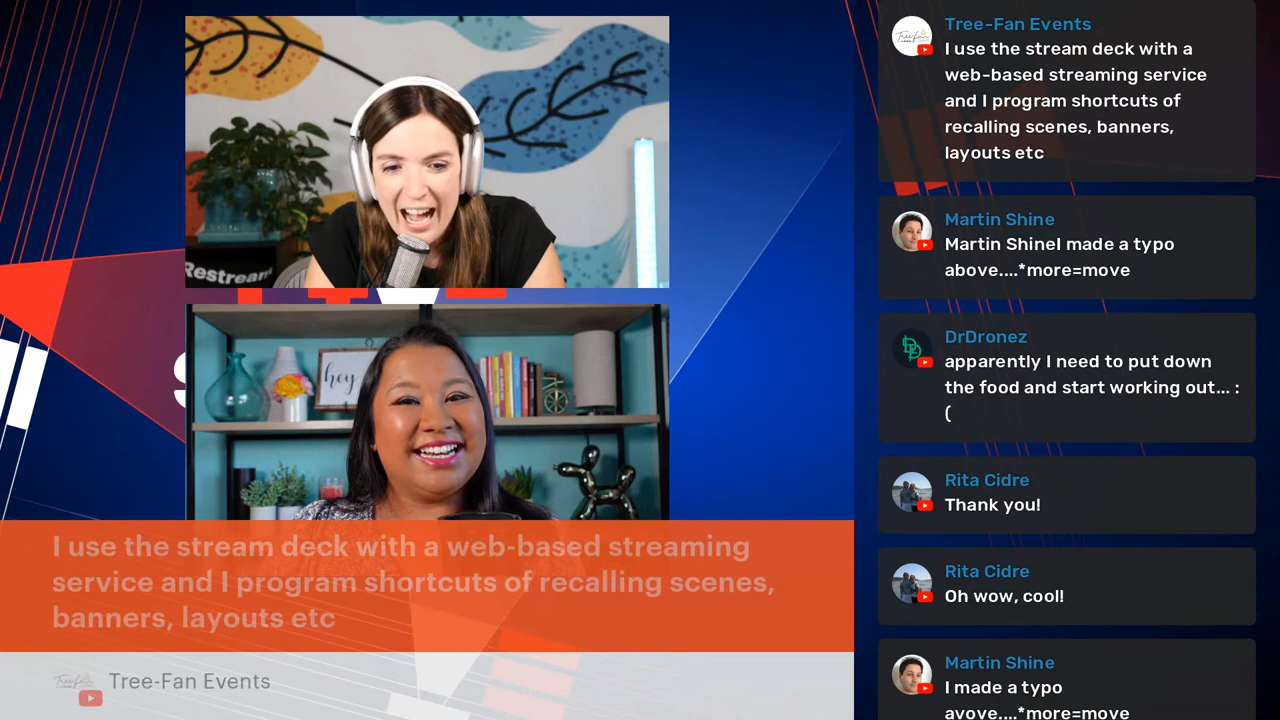 Restream
hey
I use the stream deck with a web-based streaming
service and I program shortcuts of recalling scenes,
banners, layouts etc
Tree-Fan Events
Tree-Fan Events
I use the stream deck with a
web-based streaming service
and I program shortcuts of
recalling scenes, banners,
layouts etc
Martin Shine
Martin ShineI made a typo
above....*more=move
DrDronez
apparently I need to put down
the food and start working out... :
(
Rita Cidre
Thank you!
Rita Cidre
Oh wow, cool!
Martin Shine
I made a typo
avove....*more=move